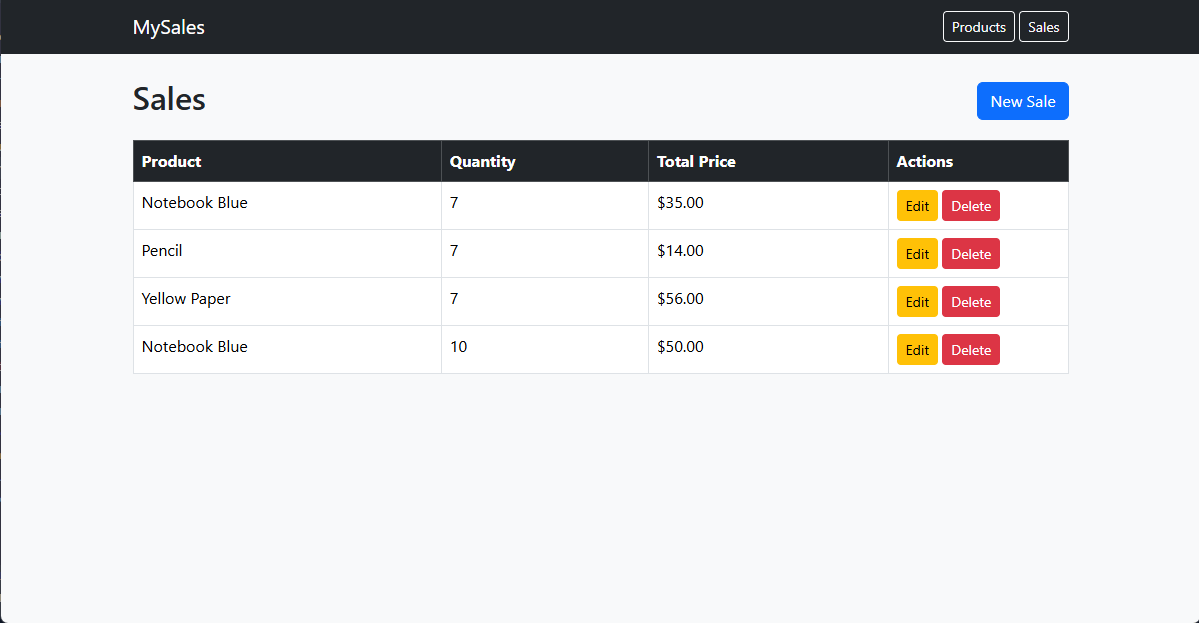 MySales Products Sales
Sales New Sale
Product Quantity Total Price Actions
Notebook Blue 7 $35.00 Edit Delete
Pencil 7 $14.00 Edit Delete
Yellow Paper 7 $56.00 Edit Delete
Notebook Blue 10 $50.00 Edit Delete